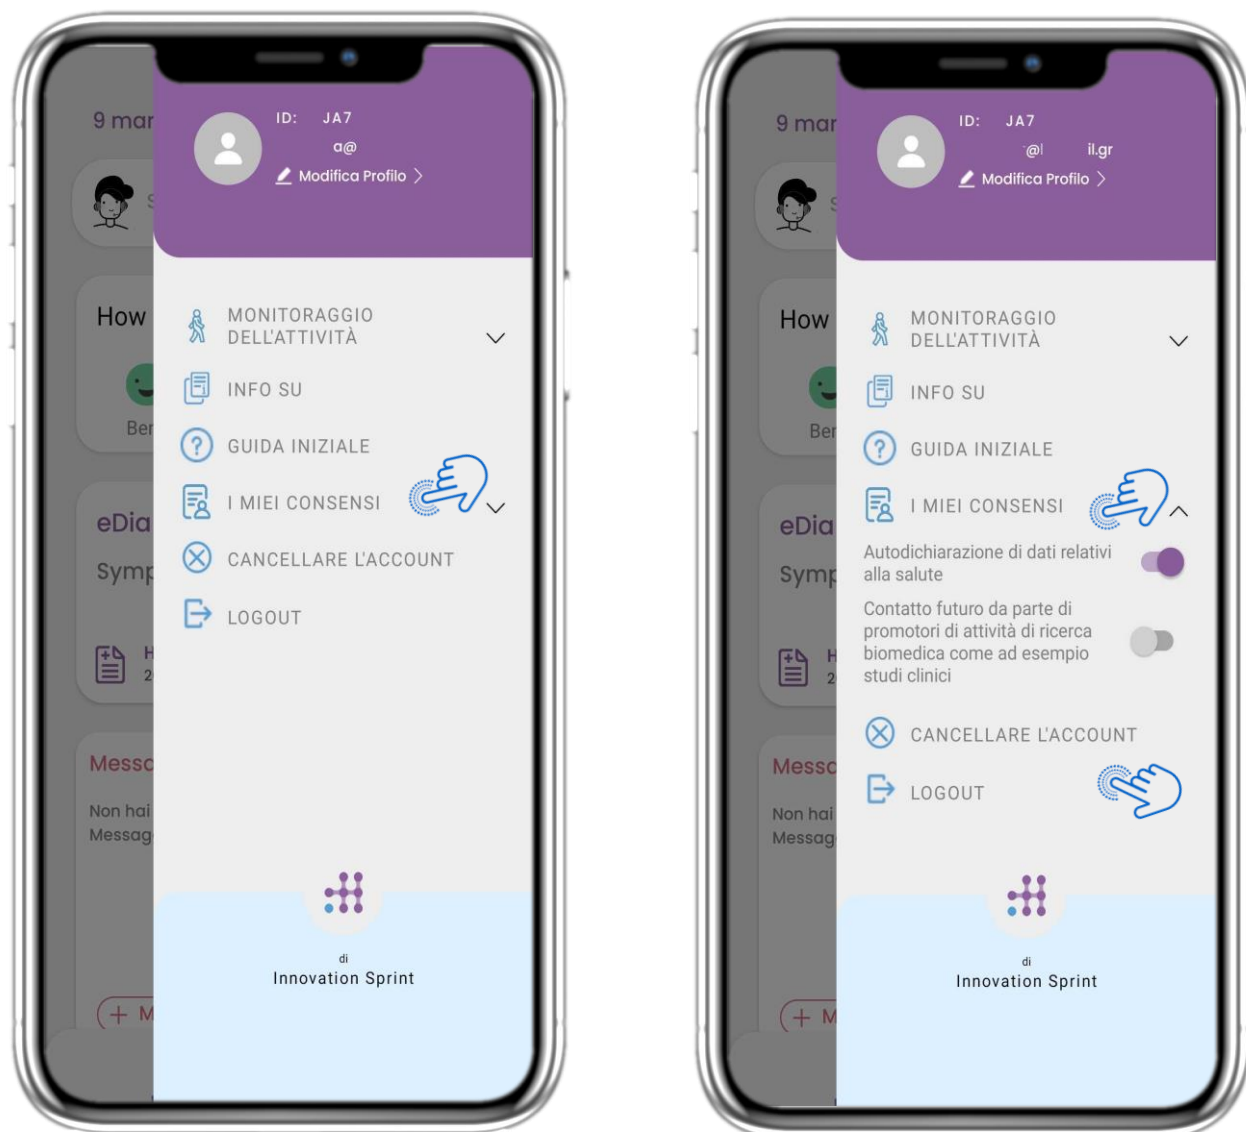 9 mar
ID: JA7
a@
Modifica Profilo
How
Ber
eDia
Symp
H
2
Messa
Non hai
Messag
+ M
MONITORAGGIO
DELL'ATTIVITÀ
INFO SU
GUIDA INIZIALE
I MIEI CONSENSI
CANCELLARE L'ACCOUNT
LOGOUT
di
Innovation Sprint
9 mar
ID: JA7
@l il.gr
Modifica Profilo
How
Ber
eDia
Symp
H
2
Messa
Non hai
Messag
+ M
MONITORAGGIO
DELL'ATTIVITÀ
INFO SU
GUIDA INIZIALE
I MIEI CONSENSI
Autodichiarazione di dati relativi
alla salute
Contatto futuro da parte di
promotori di attività di ricerca
biomedica come ad esempio
studi clinici
CANCELLARE L'ACCOUNT
LOGOUT
di
Innovation Sprint